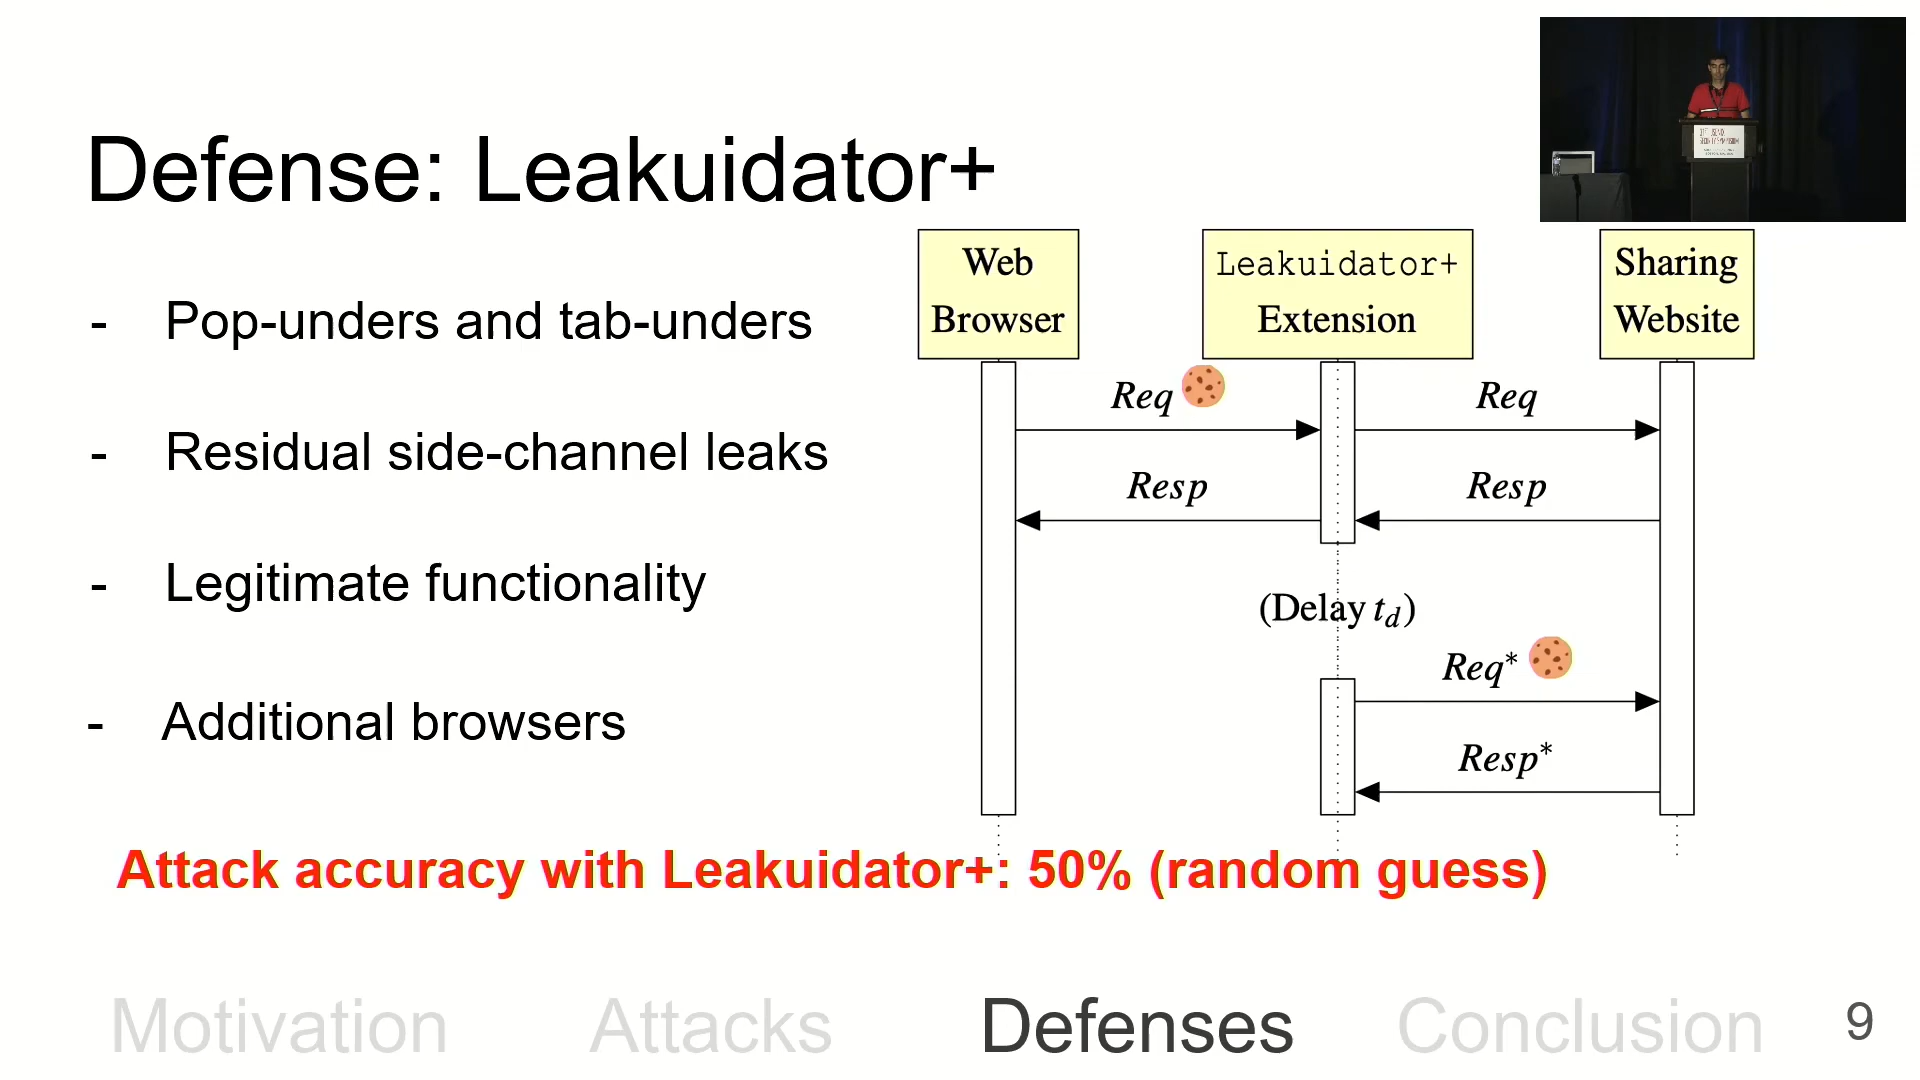 Defense: Leakuidator+
- Pop-unders and tab-unders
- Residual side-channel leaks
- Legitimate functionality
- Additional browsers
Web
Browser
Leakuidator+
Extension
Sharing
Website
Req
Req
Resp
Resp
(Delay t_d)
Req*
Resp*
Attack accuracy with Leakuidator+: 50% (random guess)
Motivation Attacks Defenses Conclusion 9